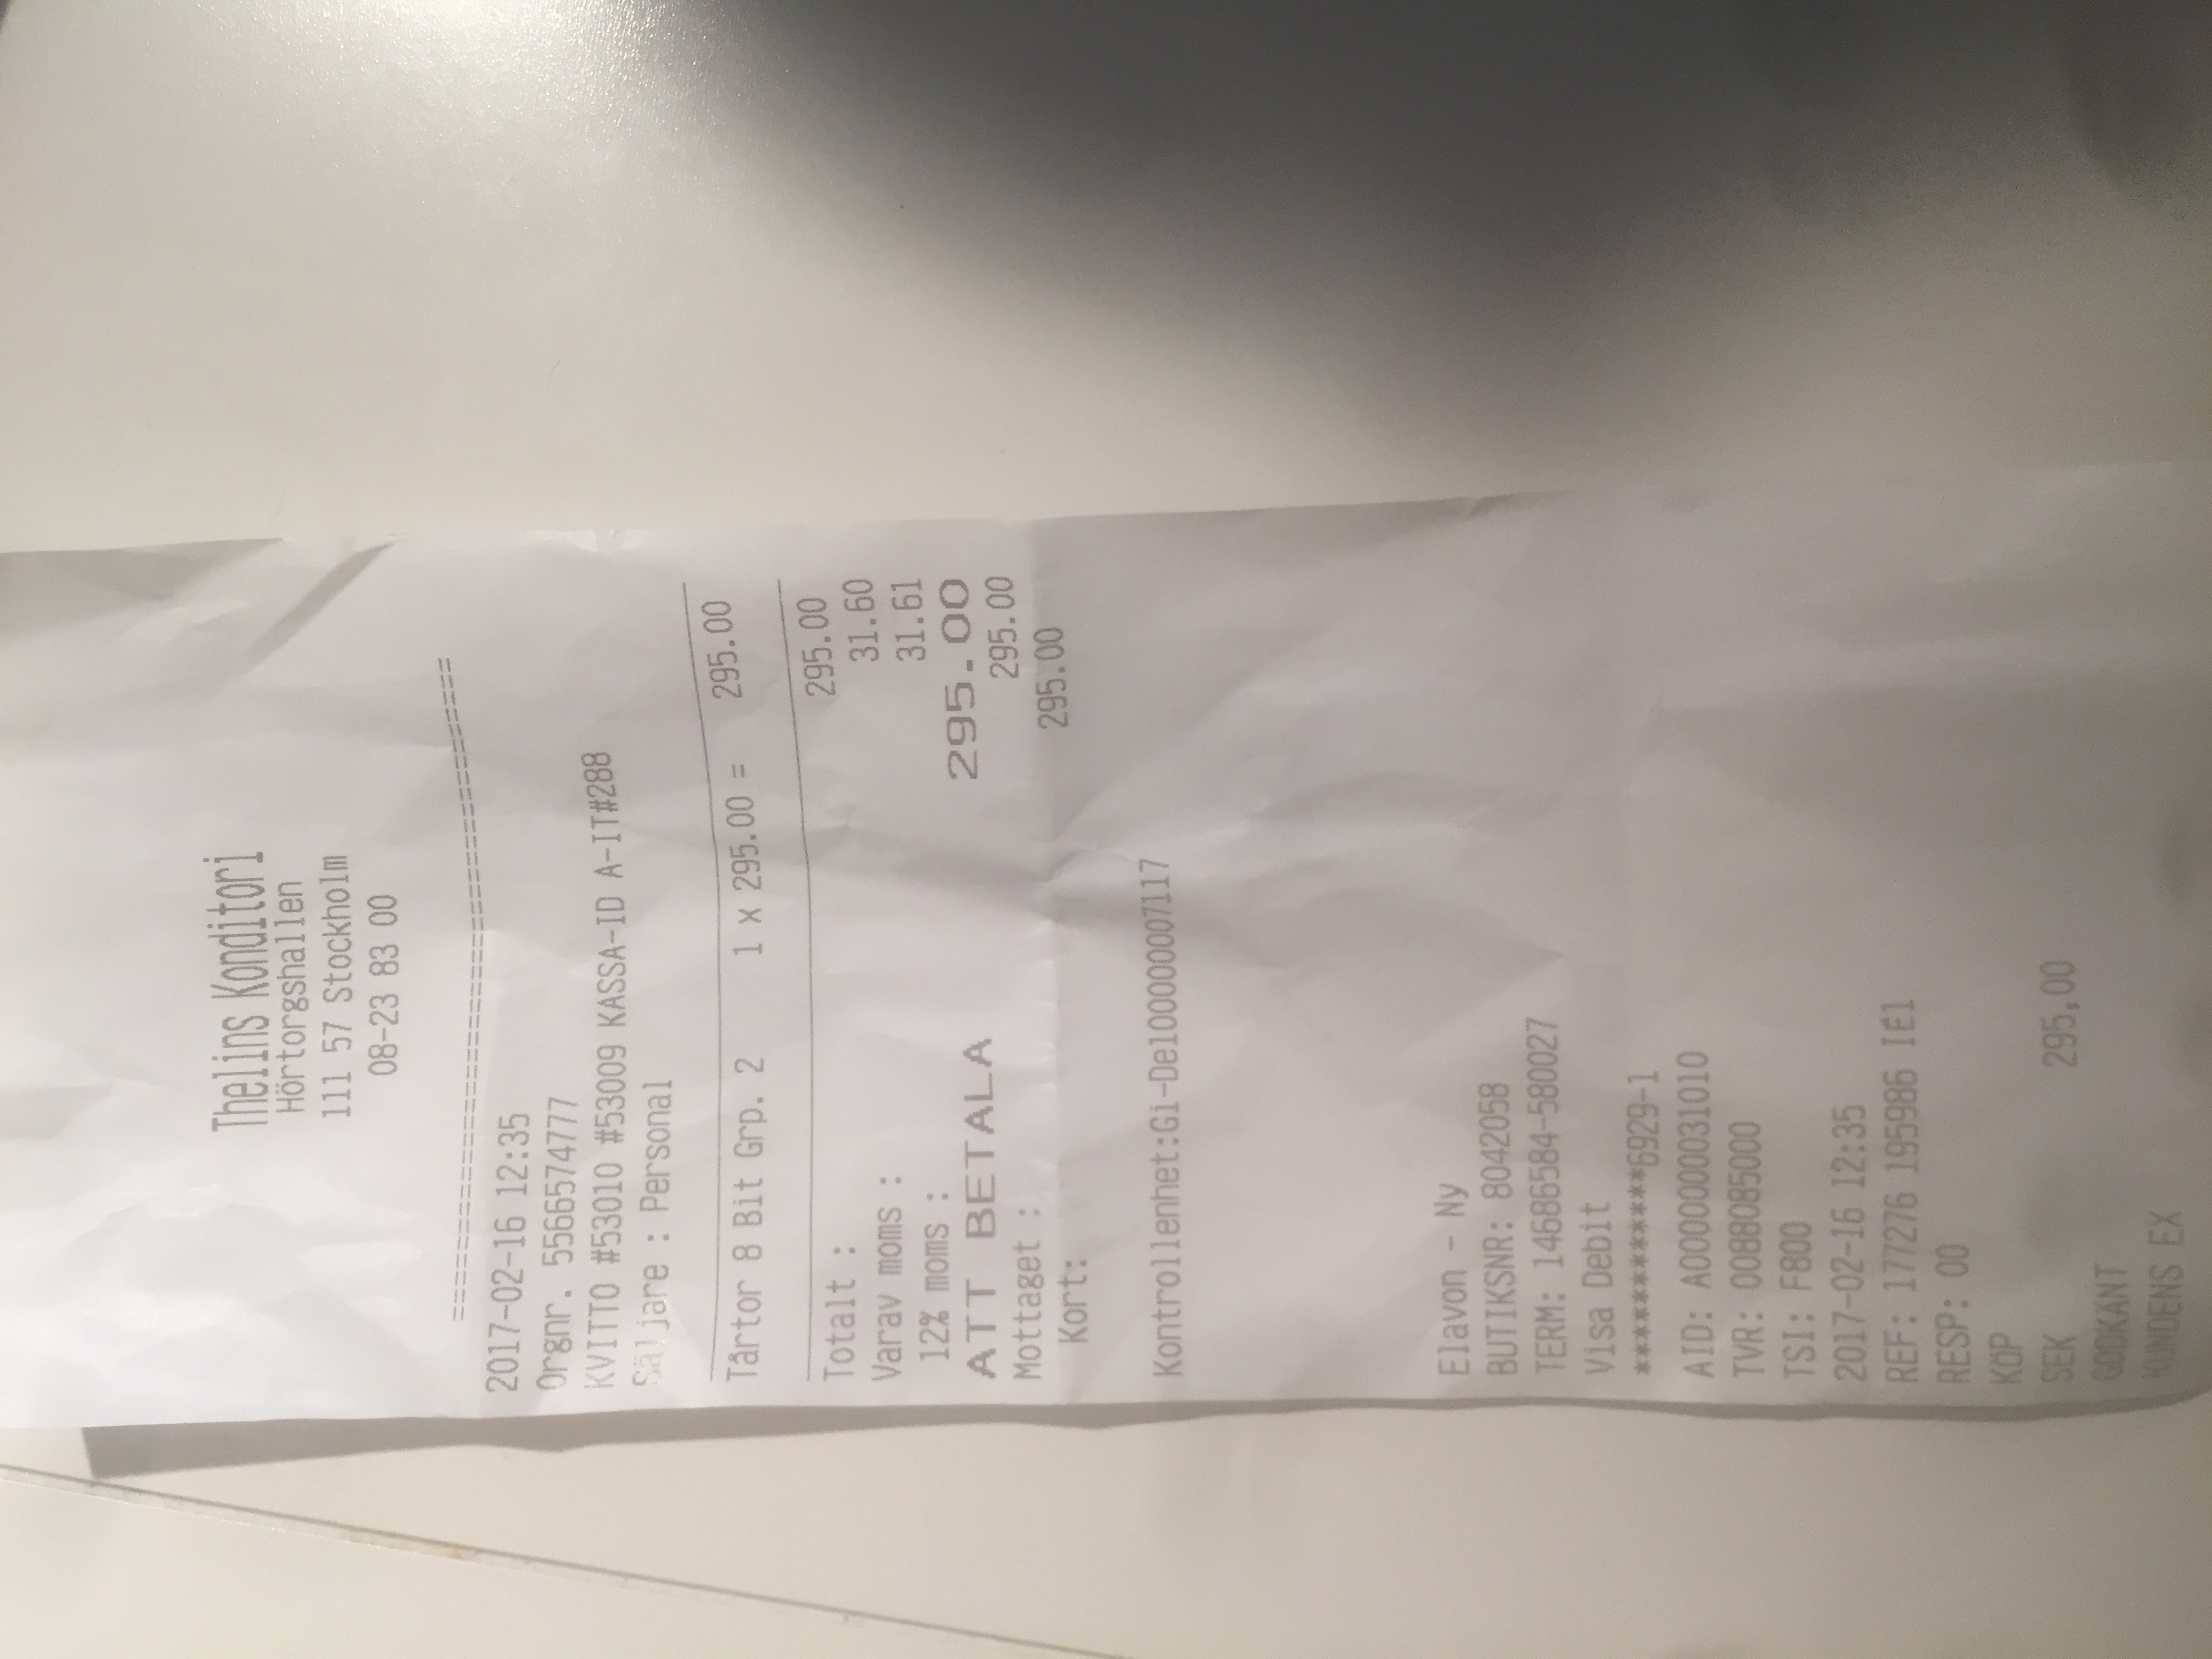 Thelins Konditori
Hörtorgshallen
111 57 Stockholm
08-23 83 00
======================================
2017-02-16 12:35
Orgnr. 5566574777
KVITTO #53010 #53009 KASSA-ID A-IT#288
Säljare : Personal
Tårtor 8 Bit Grp. 2 1 x 295.00 = 295.00
Totalt : 295.00
Varav moms : 31.60
12% moms : 31.61
ATT BETALA 295.00
Mottaget : 295.00
Kort: 295.00
Kontrollenhet:Gi-Del00000007117
Elavon - Ny
BUTIKSNR: 8042058
TERM: 14686584-580027
Visa Debit
************6929-1
AID: A0000000031010
TVR: 0088085000
TSI: F800
2017-02-16 12:35
REF: 177276 195986 IE1
RESP: 00
KÖP
SEK 295,00
GODKÄNT
KUNDENS EX